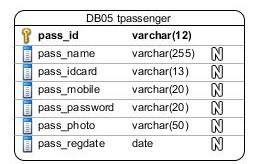 DB05 tpassenger
pass_id varchar(12)
pass_name varchar(255) N
pass_idcard varchar(13) N
pass_mobile varchar(20) N
pass_password varchar(20) N
pass_photo varchar(50) N
pass_regdate date N